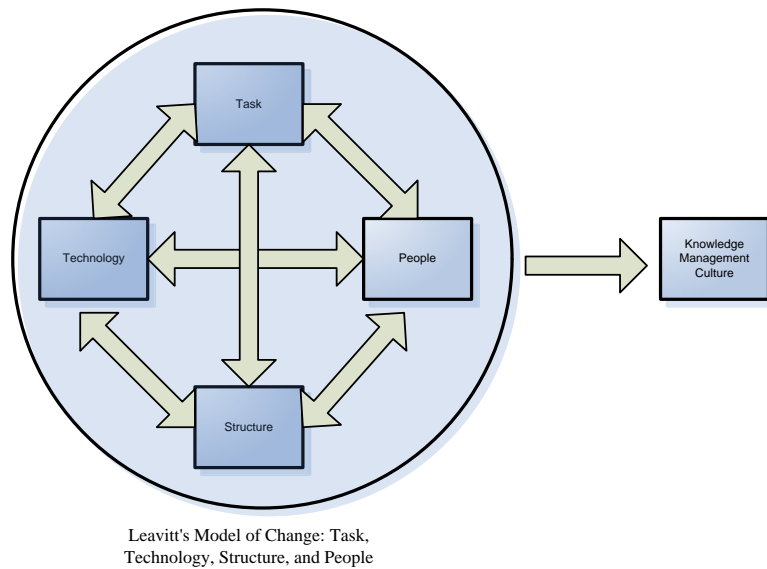 Task
Technology
People
Knowledge
Management
Culture
Structure
Leavitt's Model of Change: Task,
Technology, Structure, and People